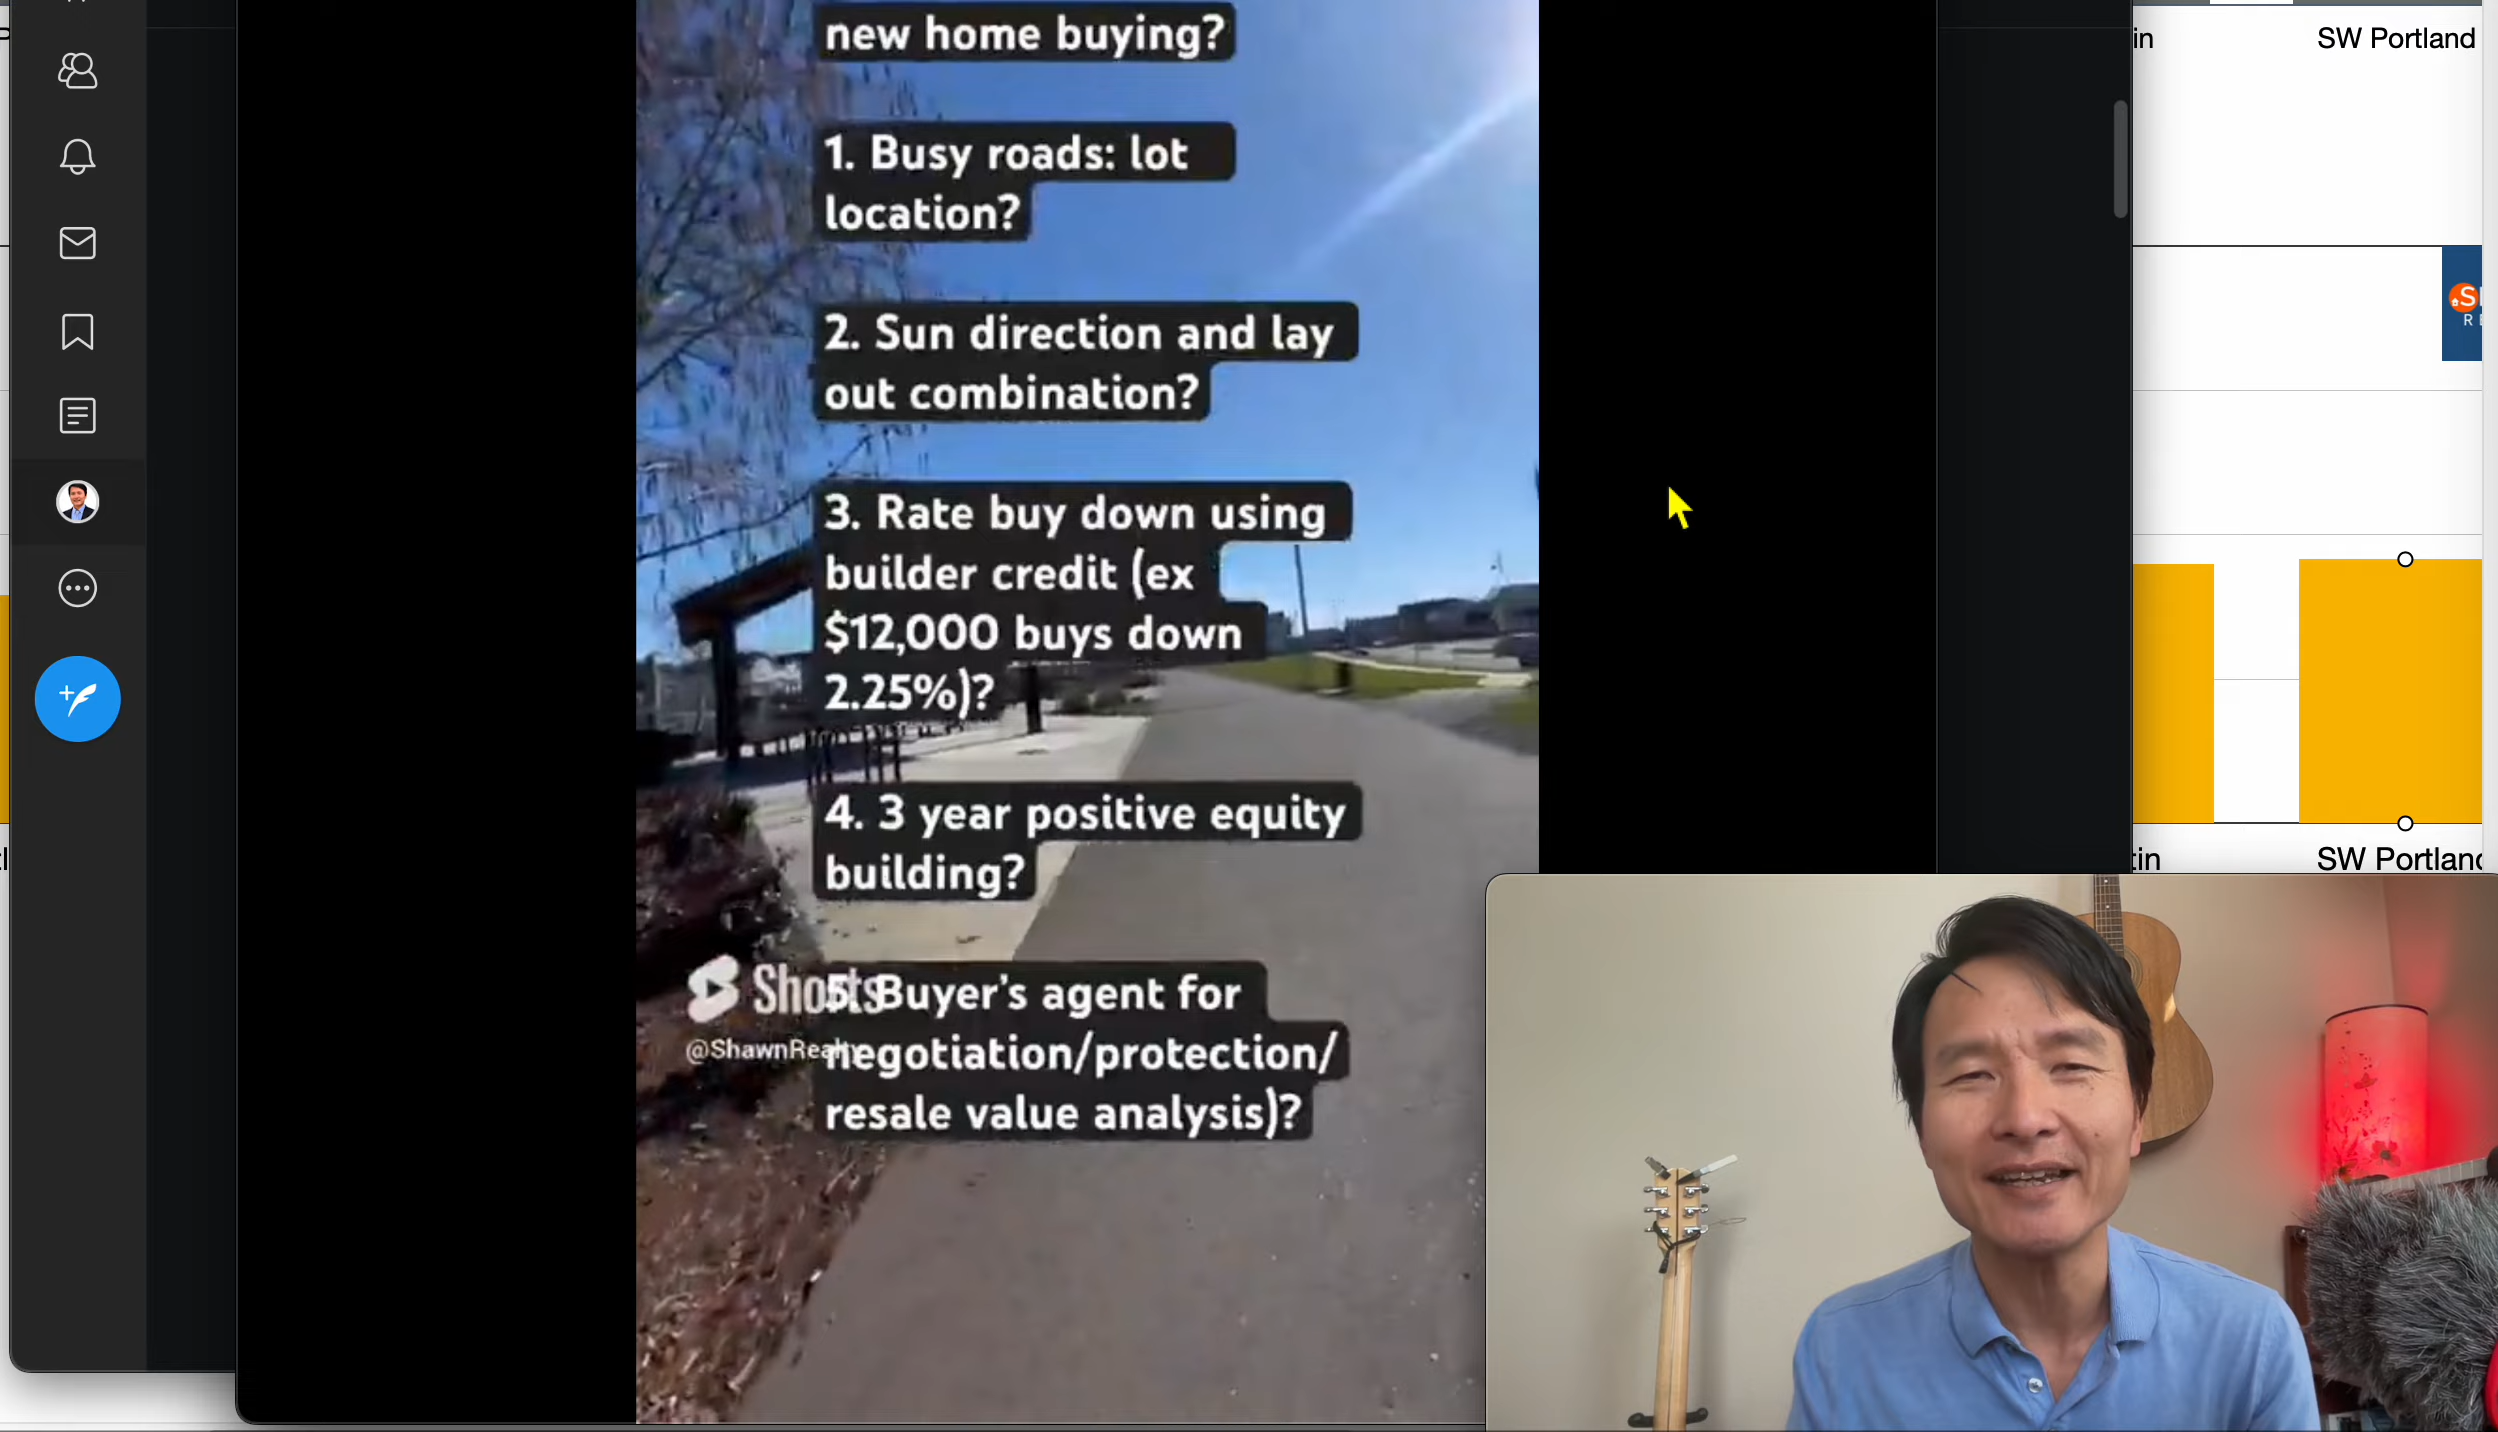 new home buying?
1. Busy roads: lot
location?
2. Sun direction and lay
out combination?
3. Rate buy down using
builder credit (ex
$12,000 buys down
2.25%)?
4. 3 year positive equity
building?
5. Buyer's agent for
negotiation/protection/
resale value analysis)?
Shorts
@ShawnRealty
in
SW Portland
S
R E
tin
SW Portland